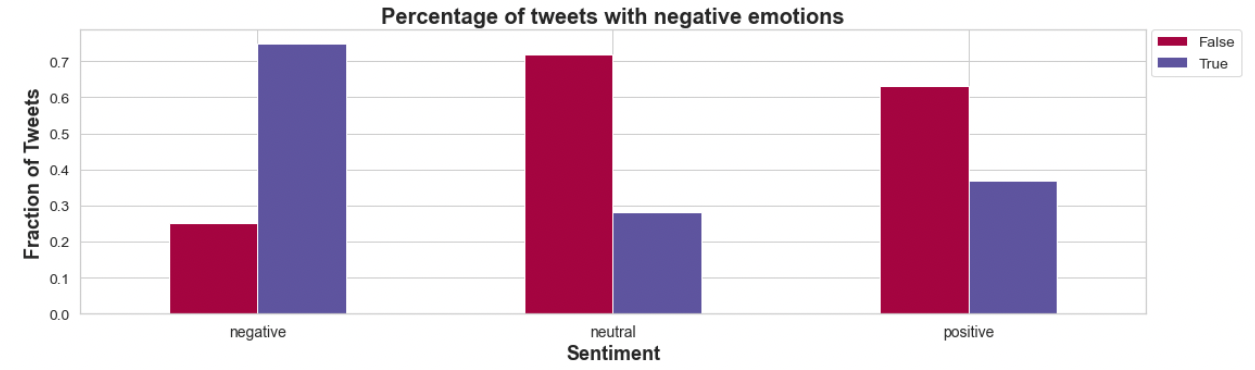 Percentage of tweets with negative emotions
False
True
Fraction of Tweets
0.7
0.6
0.5
0.4
0.3
0.2
0.1
0.0
negative neutral positive
Sentiment